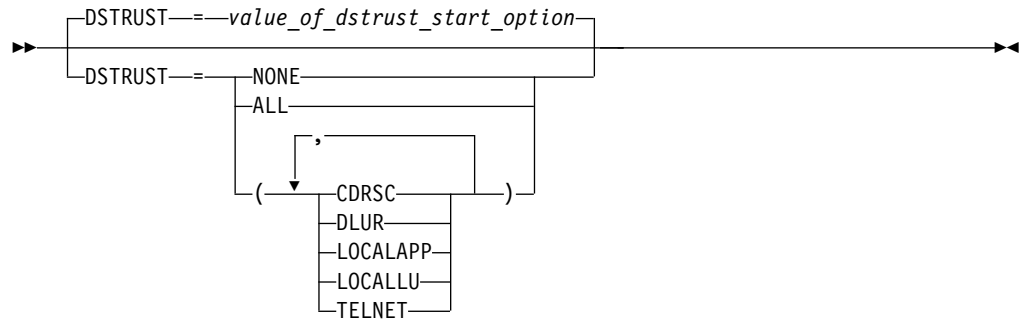 DSTRUST=value_of_dstrust_start_option
DSTRUST=NONE
ALL
,
(CDRSC)
DLUR
LOCALAPP
LOCALLU
TELNET